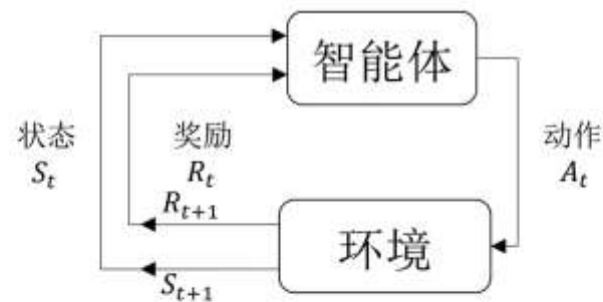 智能体
状态
S_t
奖励
R_t
R_{t+1}
动作
A_t
环境
S_{t+1}